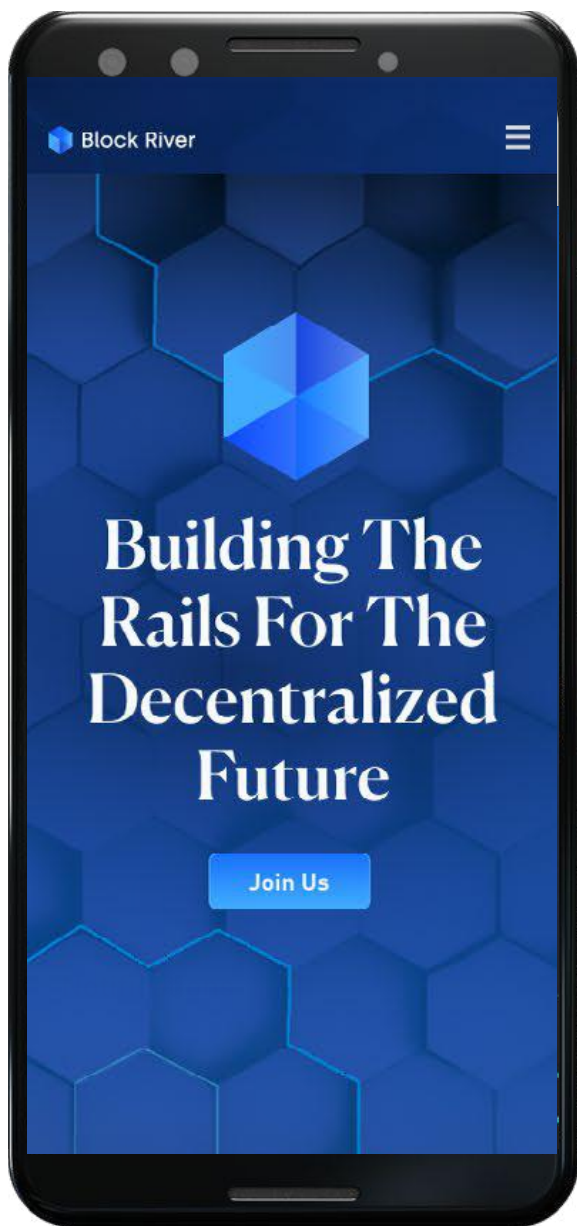 Block River
Building The
Rails For The
Decentralized
Future
Join Us